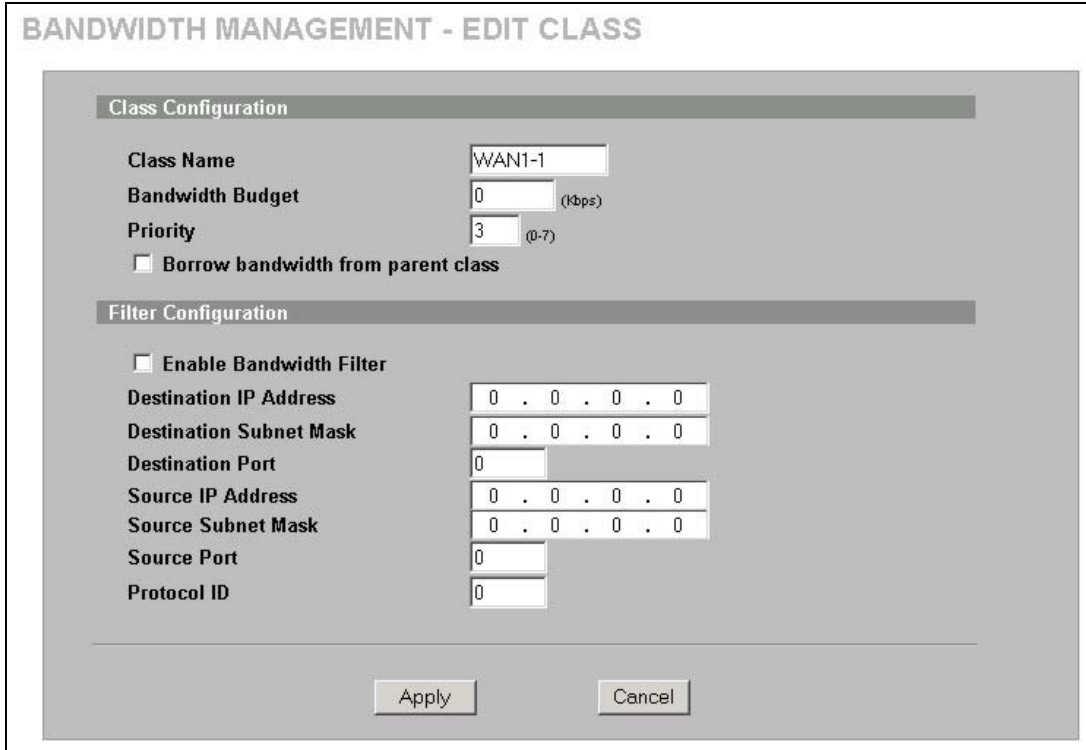 BANDWIDTH MANAGEMENT - EDIT CLASS
Class Configuration
Class Name WAN1-1
Bandwidth Budget 0 (Kbps)
Priority 3 (0-7)
Borrow bandwidth from parent class
Filter Configuration
Enable Bandwidth Filter
Destination IP Address 0 . 0 . 0 . 0
Destination Subnet Mask 0 . 0 . 0 . 0
Destination Port 0
Source IP Address 0 . 0 . 0 . 0
Source Subnet Mask 0 . 0 . 0 . 0
Source Port 0
Protocol ID 0
Apply Cancel